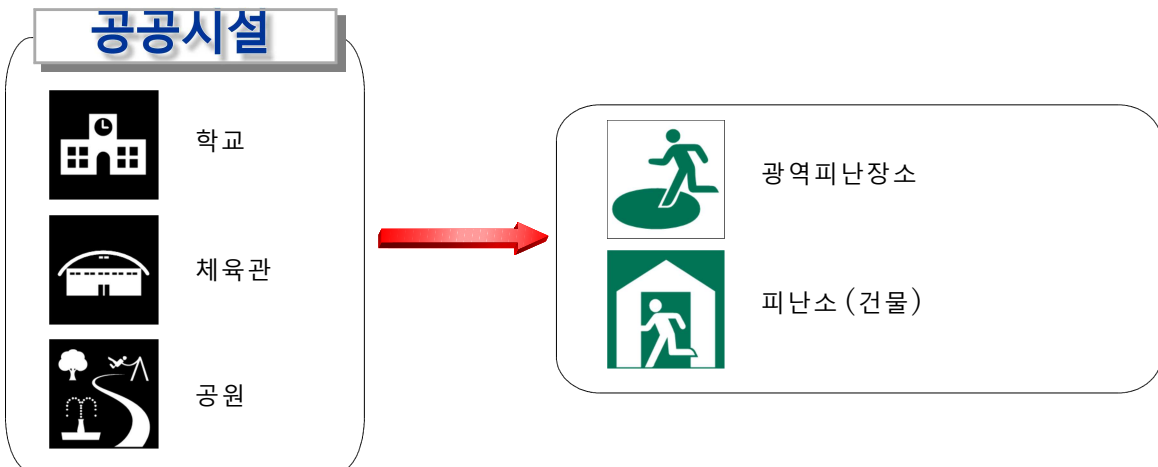 공공시설
학교
체육관
공원
광역피난장소
피난소(건물)